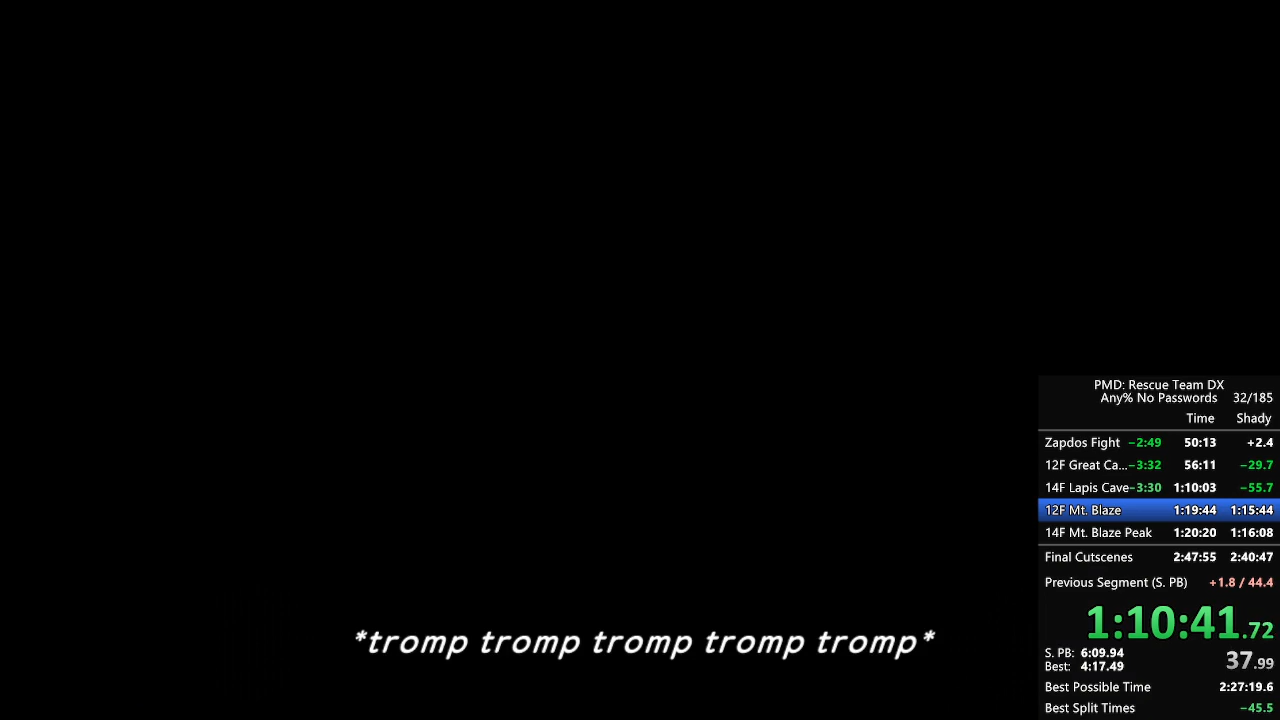 PMD: Rescue Team DX
Any% No Passwords 32/185
Time Shady
Zapdos Fight −2:49 50:13 +2.4
12F Great Ca... −3:32 56:11 −29.7
14F Lapis Cave −3:30 1:10:03 −55.7
12F Mt. Blaze 1:19:44 1:15:44
14F Mt. Blaze Peak 1:20:20 1:16:08
Final Cutscenes 2:47:55 2:40:47
Previous Segment (S. PB) +1.8 / 44.4
1:10:41.72
S. PB: 6:09.94
Best: 4:17.49
37.99
Best Possible Time 2:27:19.6
Best Split Times −45.5
*tromp tromp tromp tromp tromp*